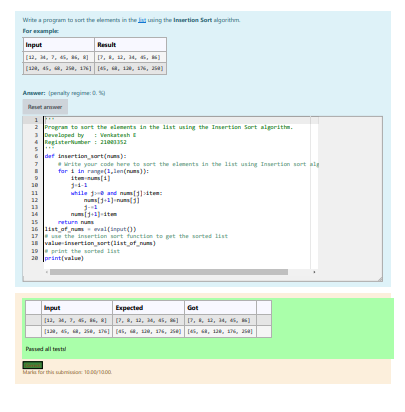 Write a program to sort the elements in the list using the Insertion Sort algorithm.
For example:
Input Result
[12, 34, 7, 45, 86, 8] [7, 8, 12, 34, 45, 86]
[120, 45, 68, 250, 176] [45, 68, 120, 176, 250]
Answer: (penalty regime: 0, %)
Reset answer
1 '''
2 Program to sort the elements in the list using the Insertion Sort algorithm.
3 Developed by : Venkatesh E
4 RegisterNumber : 21003352
5 '''
6 def insertion_sort(nums):
7 # Write your code here to sort the elements in the list using Insertion sort alg
8 for i in range(1,len(nums)):
9 item=nums[i]
10 j=i-1
11 while j>=0 and nums[j]>item:
12 nums[j+1]=nums[j]
13 j-=1
14 nums[j+1]=item
15 return nums
16 list_of_nums = eval(input())
17 # use the insertion sort function to get the sorted list
18 value=insertion_sort(list_of_nums)
19 # print the sorted list
20 print(value)
Input Expected Got
[12, 34, 7, 45, 86, 8] [7, 8, 12, 34, 45, 86] [7, 8, 12, 34, 45, 86]
[120, 45, 68, 250, 176] [45, 68, 120, 176, 250] [45, 68, 120, 176, 250]
Passed all tests!
Marks for this submission: 10.00/10.00.